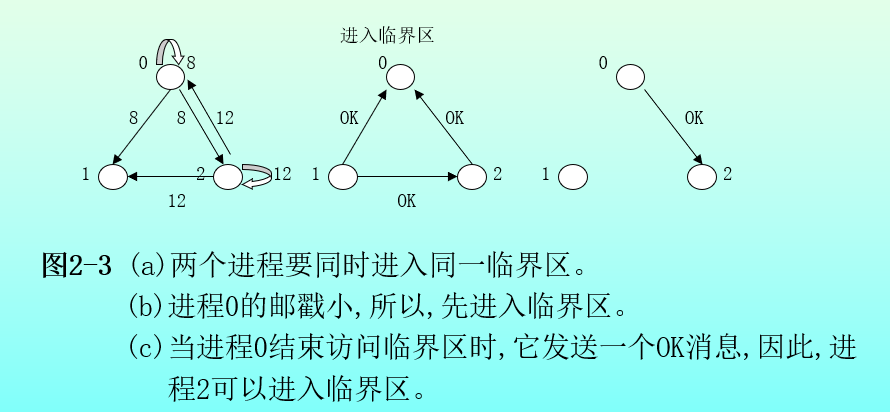 进入临界区
0 8 0 0
8 8 12 OK OK OK
1 2 12 1 2 1 2
12 OK
图2-3 (a)两个进程要同时进入同一临界区。
(b)进程0的邮戳小,所以,先进入临界区。
(c)当进程0结束访问临界区时,它发送一个OK消息,因此,进
程2可以进入临界区。